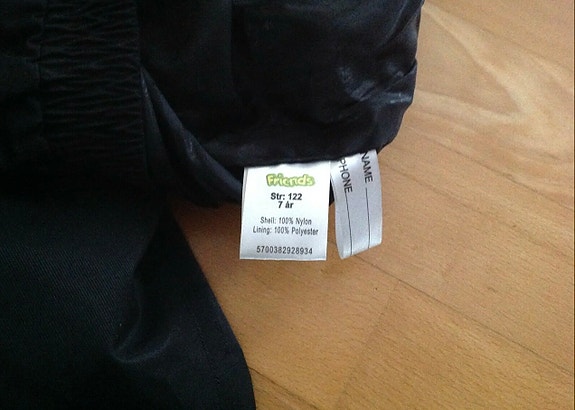 Friends
Str: 122
7 år
Shell: 100% Nylon
Lining: 100% Polyester
5700382928934
NAME
PHONE